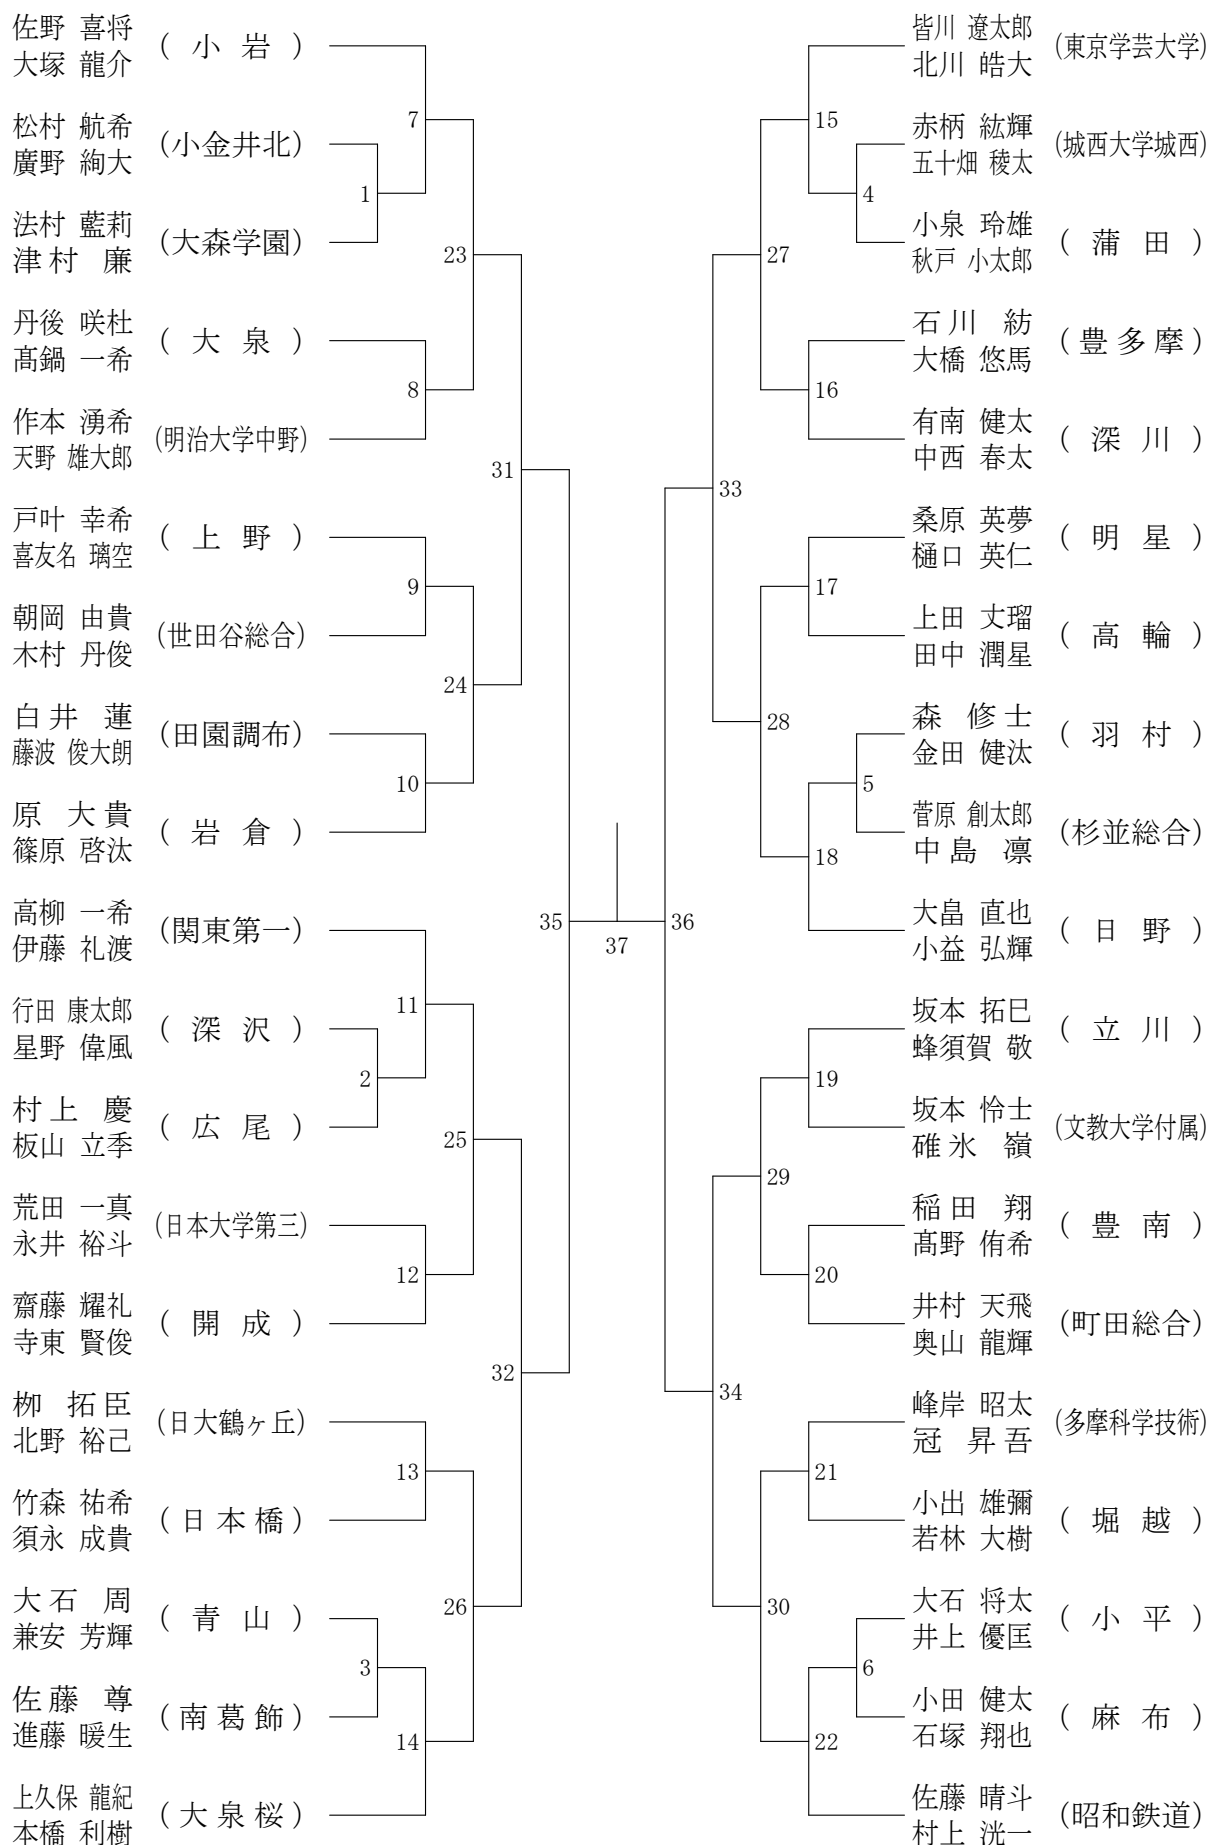 佐野 喜将
大塚 龍介
( 小 岩 )
松村 航希
廣野 絢大
(小金井北)
法村 藍莉
津村 廉
(大森学園)
丹後 咲杜
髙鍋 一希
( 大 泉 )
作本 湧希
天野 雄大郎
(明治大学中野)
戸叶 幸希
喜友名 璃空
( 上 野 )
朝岡 由貴
木村 丹俊
(世田谷総合)
白井 蓮
藤波 俊大朗
(田園調布)
原 大貴
篠原 啓汰
( 岩 倉 )
高柳 一希
伊藤 礼渡
(関東第一)
行田 康太郎
星野 偉風
( 深 沢 )
村上 慶
板山 立季
( 広 尾 )
荒田 一真
永井 裕斗
(日本大学第三)
齋藤 耀礼
寺東 賢俊
( 開 成 )
栁 拓臣
北野 裕己
(日大鶴ヶ丘)
竹森 祐希
須永 成貴
( 日 本 橋 )
大石 周
兼安 芳輝
( 青 山 )
佐藤 尊
進藤 暖生
( 南 葛 飾 )
上久保 龍紀
本橋 利樹
( 大 泉 桜 )
7
1
23
8
31
9
24
10
35
11
2
25
12
32
13
26
3
14
37
36
15
4
27
16
33
17
28
5
18
19
29
20
34
21
30
6
22
皆川 遼太郎
北川 皓大
(東京学芸大学)
赤柄 紘輝
五十畑 稜太
(城西大学城西)
小泉 玲雄
秋戸 小太郎
( 蒲 田 )
石川 紡
大橋 悠馬
( 豊 多 摩 )
有南 健太
中西 春太
( 深 川 )
桑原 英夢
樋口 英仁
( 明 星 )
上田 丈瑠
田中 潤星
( 高 輪 )
森 修士
金田 健汰
( 羽 村 )
菅原 創太郎
中島 凛
(杉並総合)
大畠 直也
小益 弘輝
( 日 野 )
坂本 拓巳
蜂須賀 敬
( 立 川 )
坂本 怜士
碓氷 嶺
(文教大学付属)
稲田 翔
髙野 侑希
( 豊 南 )
井村 天飛
奥山 龍輝
(町田総合)
峰岸 昭太
冠 昇吾
(多摩科学技術)
小出 雄彌
若林 大樹
( 堀 越 )
大石 将太
井上 優匡
( 小 平 )
小田 健太
石塚 翔也
( 麻 布 )
佐藤 晴斗
村上 洸一
(昭和鉄道)